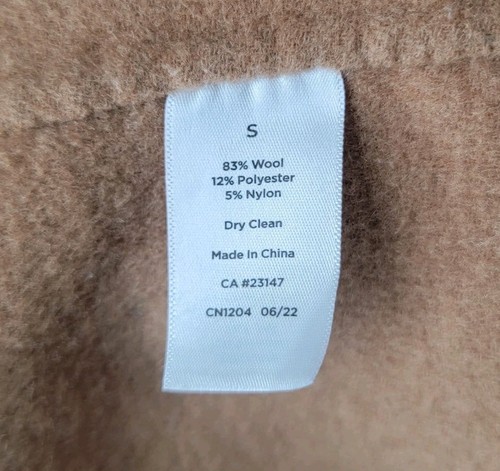 S
83% Wool
12% Polyester
5% Nylon
Dry Clean
Made In China
CA #23147
CN1204 06/22